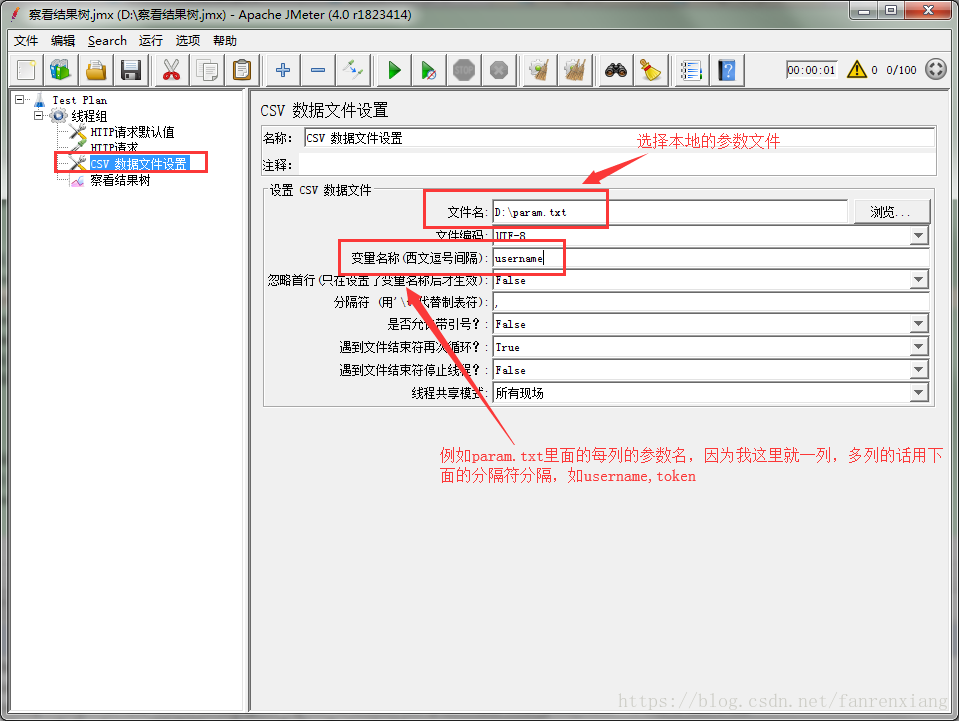 察看结果树.jmx (D:\察看结果树.jmx) - Apache JMeter (4.0 r1823414)
文件 编辑 Search 运行 选项 帮助
00:00:01 0 0/100
Test Plan
线程组
HTTP请求默认值
HTTP请求
CSV 数据文件设置
察看结果树
CSV 数据文件设置
名称: CSV 数据文件设置
选择本地的参数文件
注释:
设置 CSV 数据文件
文件名: D:\param.txt 浏览...
文件编码: UTF-8
变量名称(西文逗号间隔): username
忽略首行(只在设置了变量名称后才生效): False
分隔符 (用'\t'代替制表符): ,
是否允许带引号?: False
遇到文件结束符再次循环?: True
遇到文件结束符停止线程?: False
线程共享模式: 所有现场
例如param.txt里面的每列的参数名，因为我这里就一列，多列的话用下
面的分隔符分隔，如username,token
https://blog.csdn.net/fanrenxiang